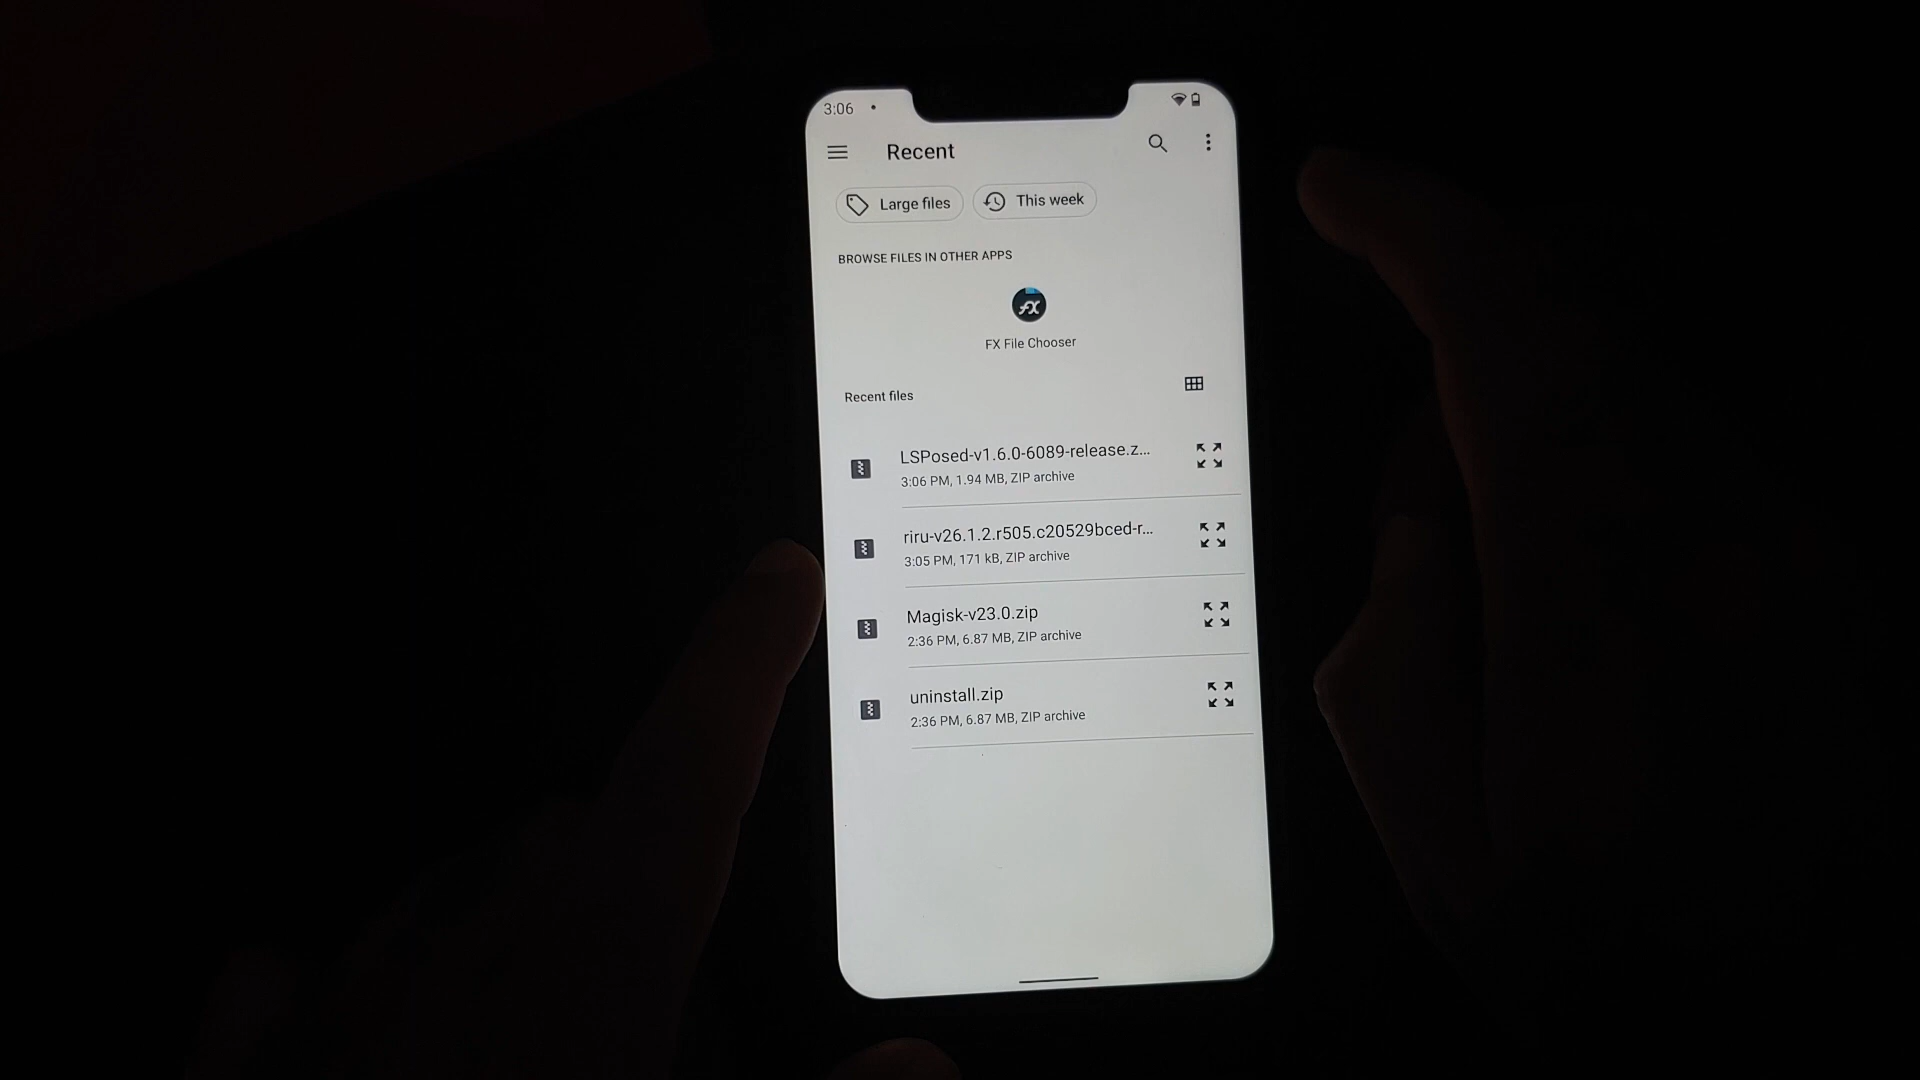 3:06
Recent
Large files
This week
BROWSE FILES IN OTHER APPS
FX
FX File Chooser
Recent files
LSPosed-v1.6.0-6089-release.z...
3:06 PM, 1.94 MB, ZIP archive
riru-v26.1.2.r505.c20529bced-r...
3:05 PM, 171 kB, ZIP archive
Magisk-v23.0.zip
2:36 PM, 6.87 MB, ZIP archive
uninstall.zip
2:36 PM, 6.87 MB, ZIP archive